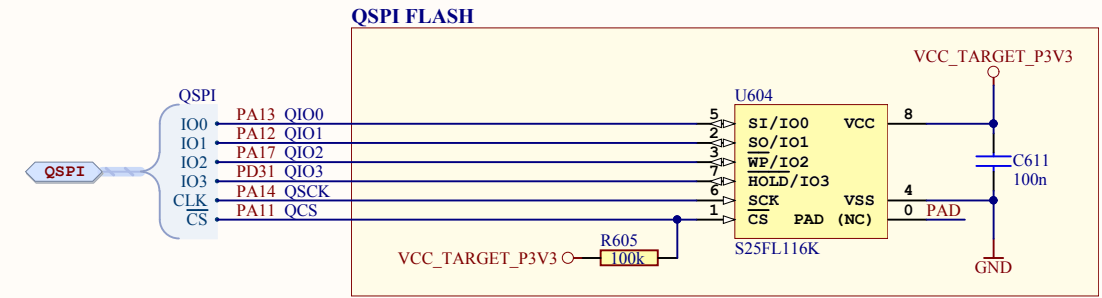 QSPI FLASH
VCC_TARGET_P3V3
QSPI
U604
IO0 PA13 QIO0 5 SI/IO0 VCC 8
IO1 PA12 QIO1 2 SO/IO1
IO2 PA17 QIO2 3 WP/IO2
C611
QSPI
IO3 PD31 QIO3 7 HOLD/IO3
100n
CLK PA14 QSCK 6 SCK VSS 4
CS PA11 QCS 1 CS PAD (NC) 0 PAD
R605
S25FL116K
VCC_TARGET_P3V3 100k
GND